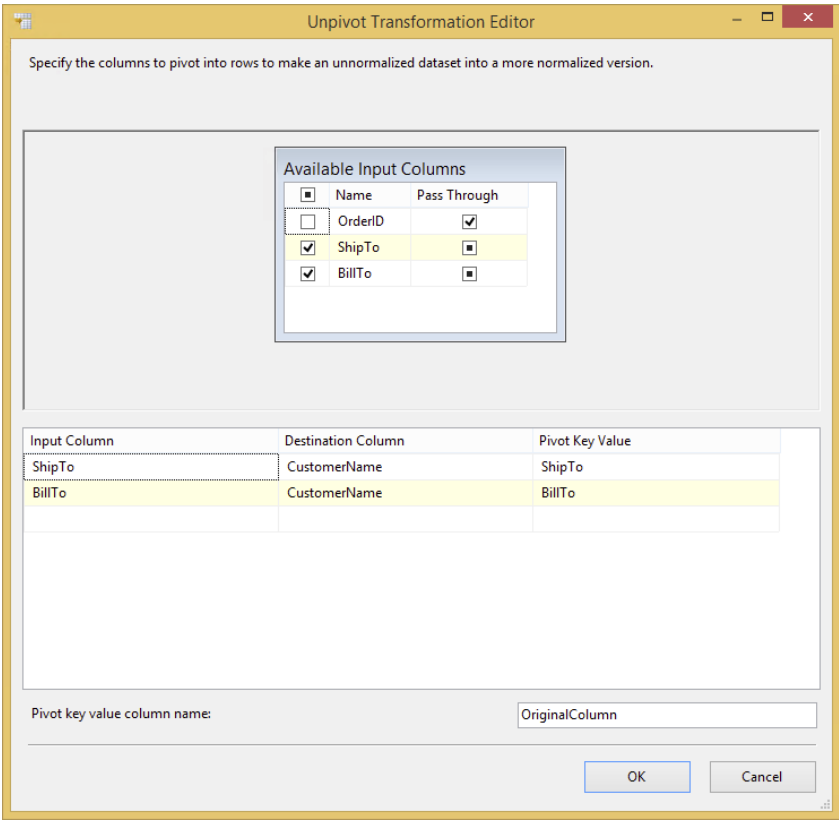 Unpivot Transformation Editor
Specify the columns to pivot into rows to make an unnormalized dataset into a more normalized version.
Available Input Columns
Name Pass Through
OrderID
ShipTo
BillTo
Input Column Destination Column Pivot Key Value
ShipTo CustomerName ShipTo
BillTo CustomerName BillTo
Pivot key value column name: OriginalColumn
OK Cancel